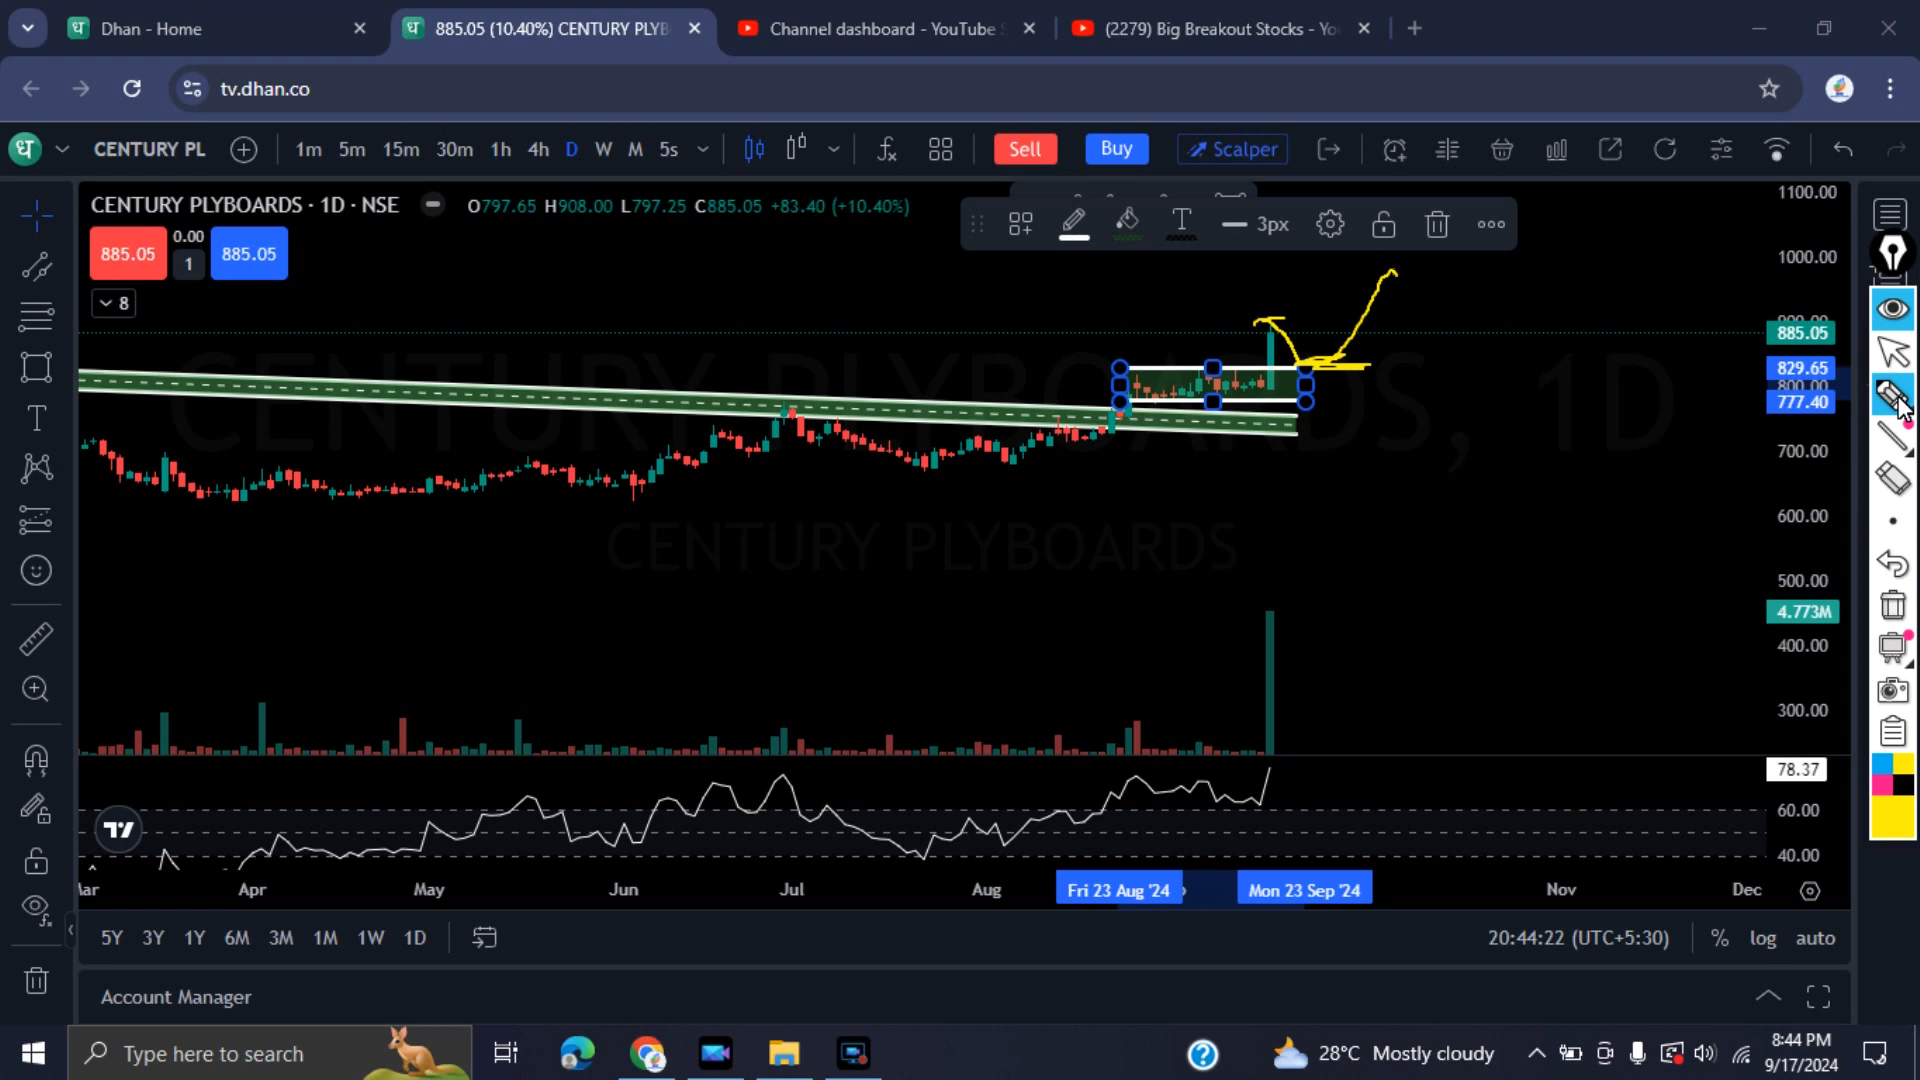 Dhan - Home
885.05 (10.40%) CENTURY PLYB
Channel dashboard - YouTube
(2279) Big Breakout Stocks - Yo
tv.dhan.co
ध
CENTURY PL
1m 5m 15m 30m 1h 4h D W M 5s
Sell
Buy
Scalper
CENTURY PLYBOARDS · 1D · NSE
O797.65 H908.00 L797.25 C885.05 +83.40 (+10.40%)
885.05
0.00
1
885.05
8
3px
1100.00
1000.00
900.00
885.05
829.65
800.00
777.40
700.00
600.00
500.00
4.773M
400.00
300.00
78.37
60.00
40.00
CENTURY PLYBOARDS, 1D
CENTURY PLYBOARDS
Mar Apr May Jun Jul Aug Fri 23 Aug '24 Mon 23 Sep '24 Nov Dec
5Y 3Y 1Y 6M 3M 1M 1W 1D
20:44:22 (UTC+5:30)
% log auto
Account Manager
Type here to search
28°C Mostly cloudy
8:44 PM
9/17/2024